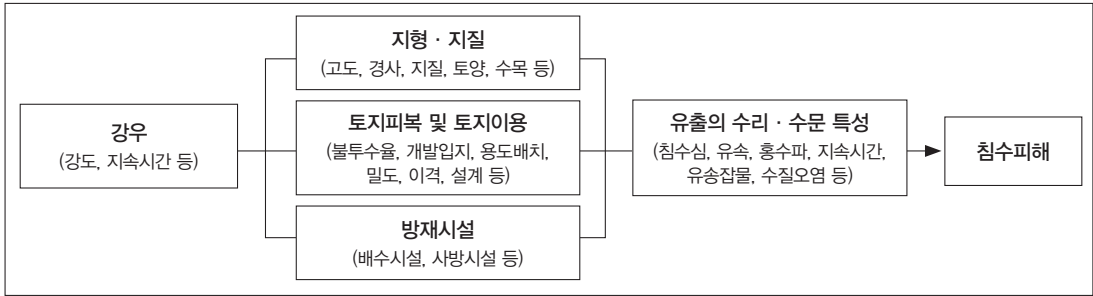 강우
(강도, 지속시간 등)
지형 · 지질
(고도, 경사, 지질, 토양, 수목 등)
토지피복 및 토지이용
(불투수율, 개발입지, 용도배치,
밀도, 이격, 설계 등)
방재시설
(배수시설, 사방시설 등)
유출의 수리 · 수문 특성
(침수심, 유속, 홍수파, 지속시간,
유송잡물, 수질오염 등)
침수피해